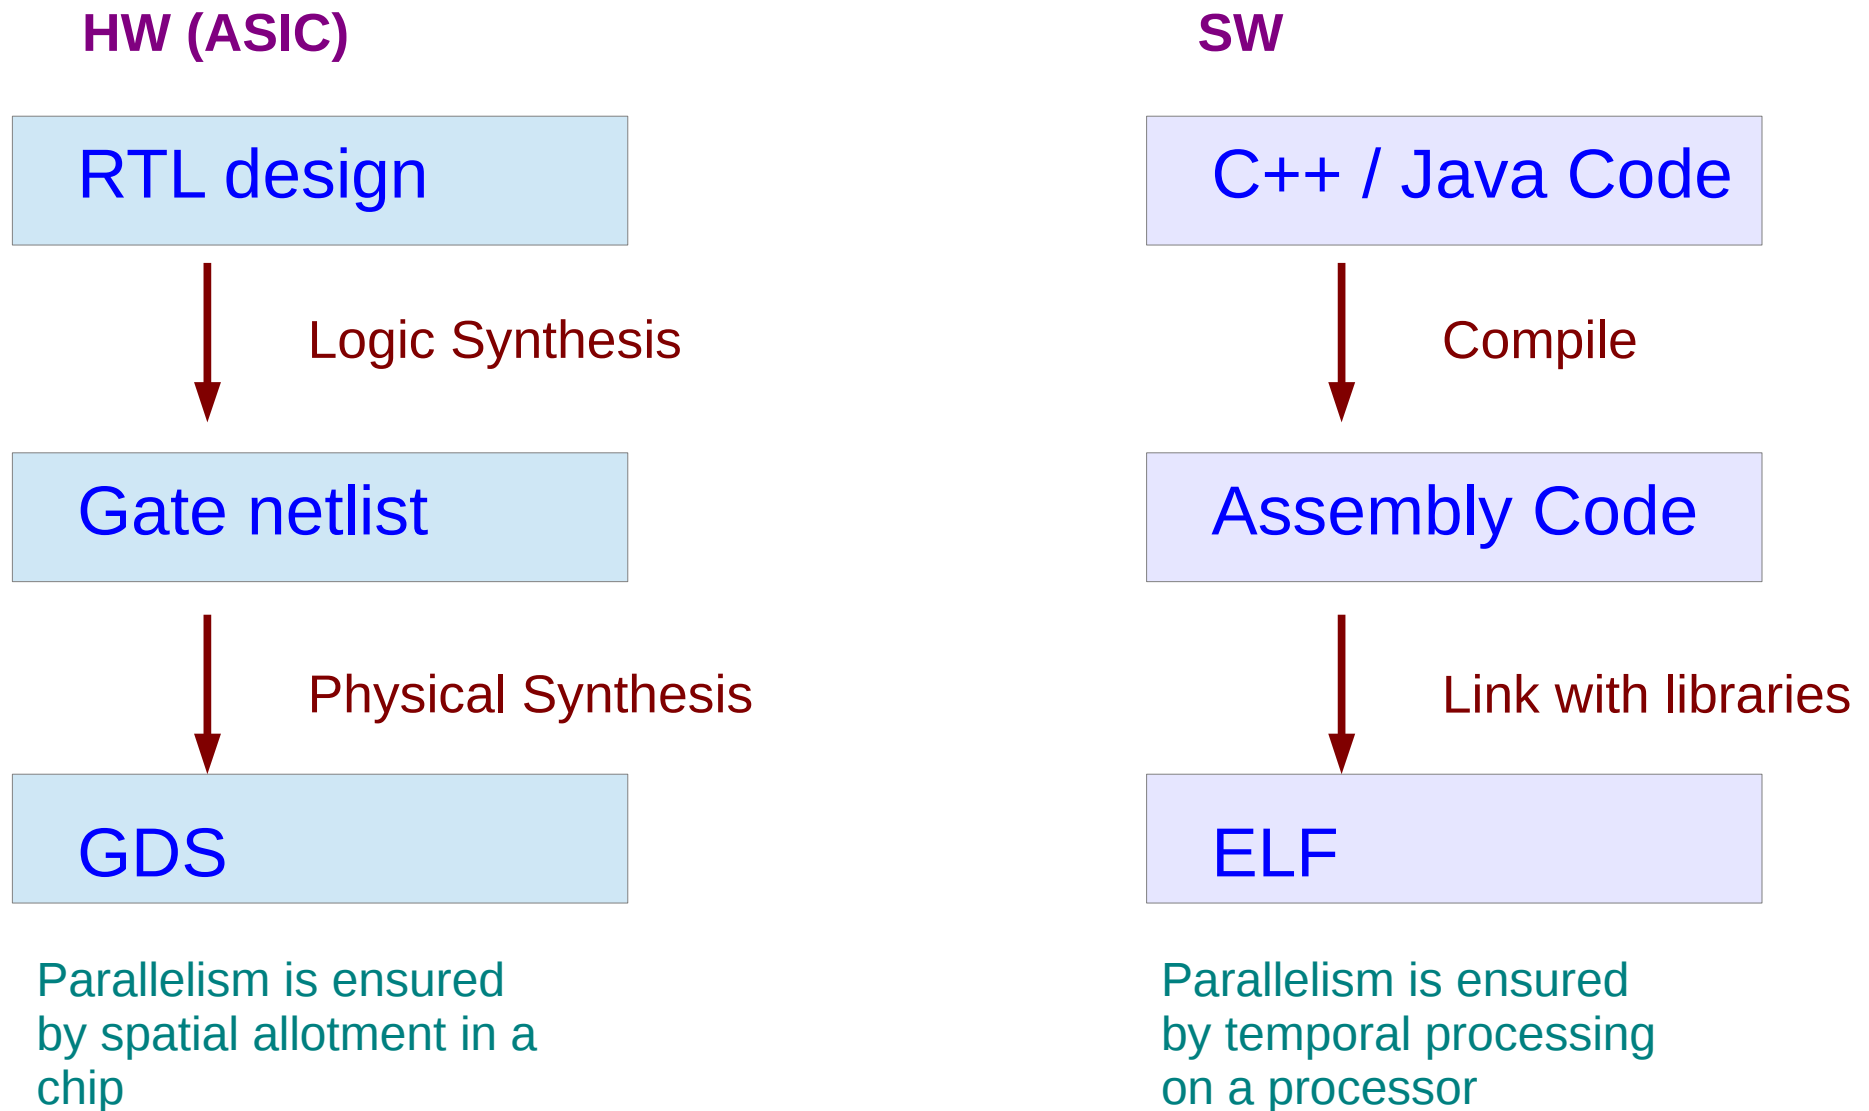 HW (ASIC)
RTL design
Logic Synthesis
Gate netlist
Physical Synthesis
GDS
Parallelism is ensured
by spatial allotment in a
chip
SW
C++ / Java Code
Compile
Assembly Code
Link with libraries
ELF
Parallelism is ensured
by temporal processing
on a processor